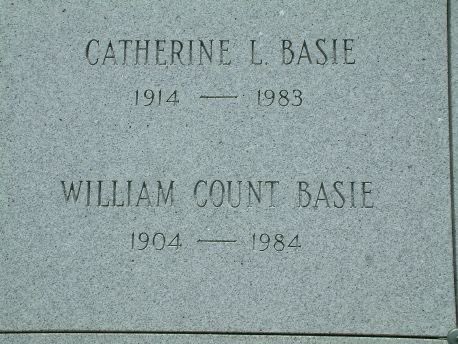 CATHERINE L. BASIE
1914 — 1983
WILLIAM COUNT BASIE
1904 — 1984